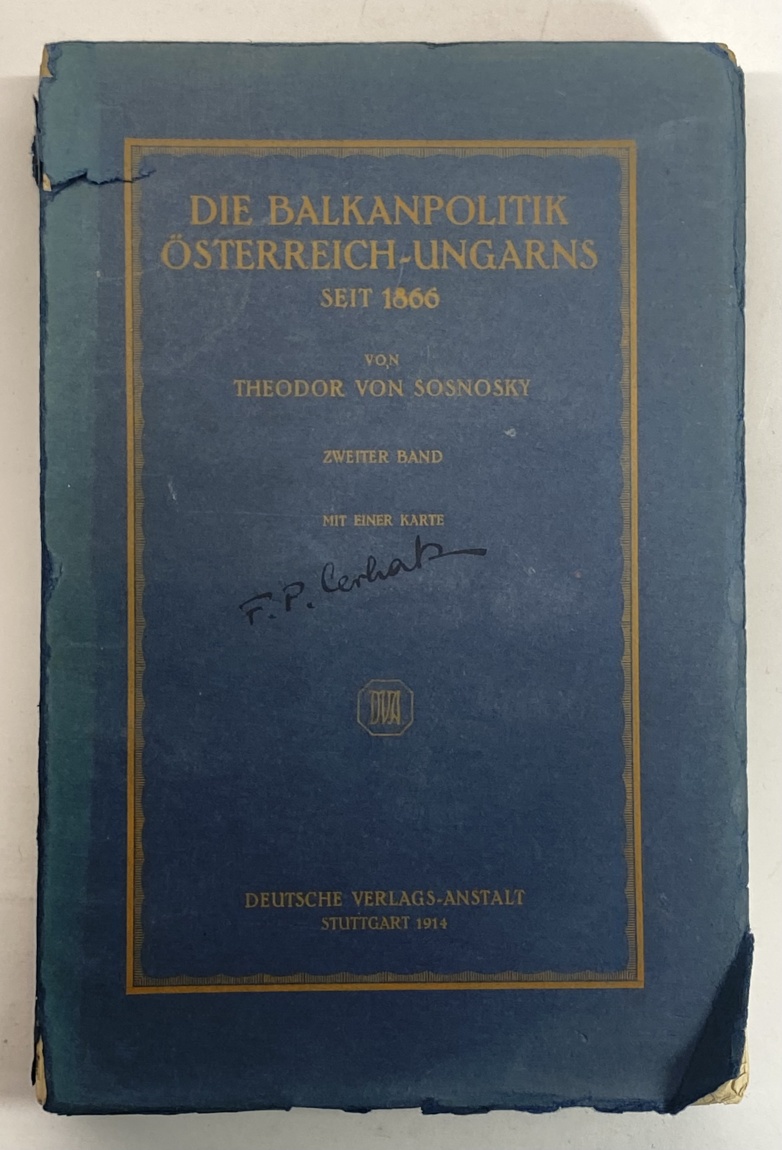 DIE BALKANPOLITIK
ÖSTERREICH-UNGARNS
SEIT 1866
VON
THEODOR VON SOSNOSKY
ZWEITER BAND
MIT EINER KARTE
F. P.
DVA
DEUTSCHE VERLAGS-ANSTALT
STUTTGART 1914